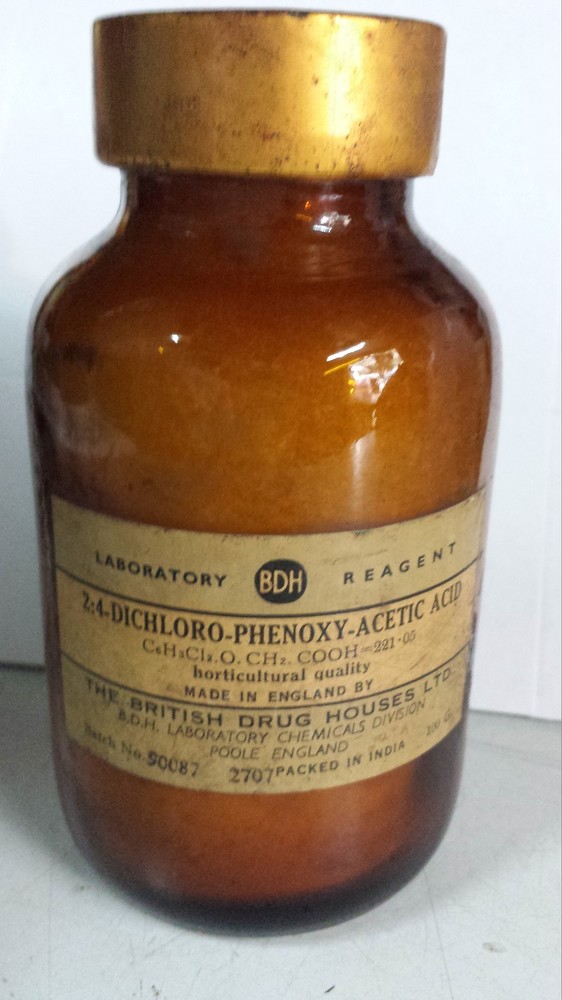 LABORATORY BDH REAGENT
2:4-DICHLORO-PHENOXY-ACETIC ACID
C₆H₃Cl₂.O.CH₂.COOH=221·05
horticultural quality
MADE IN ENGLAND BY
THE BRITISH DRUG HOUSES LTD.
B.D.H. LABORATORY CHEMICALS DIVISION
POOLE ENGLAND
Batch No. 90087 2707 PACKED IN INDIA 100 G.